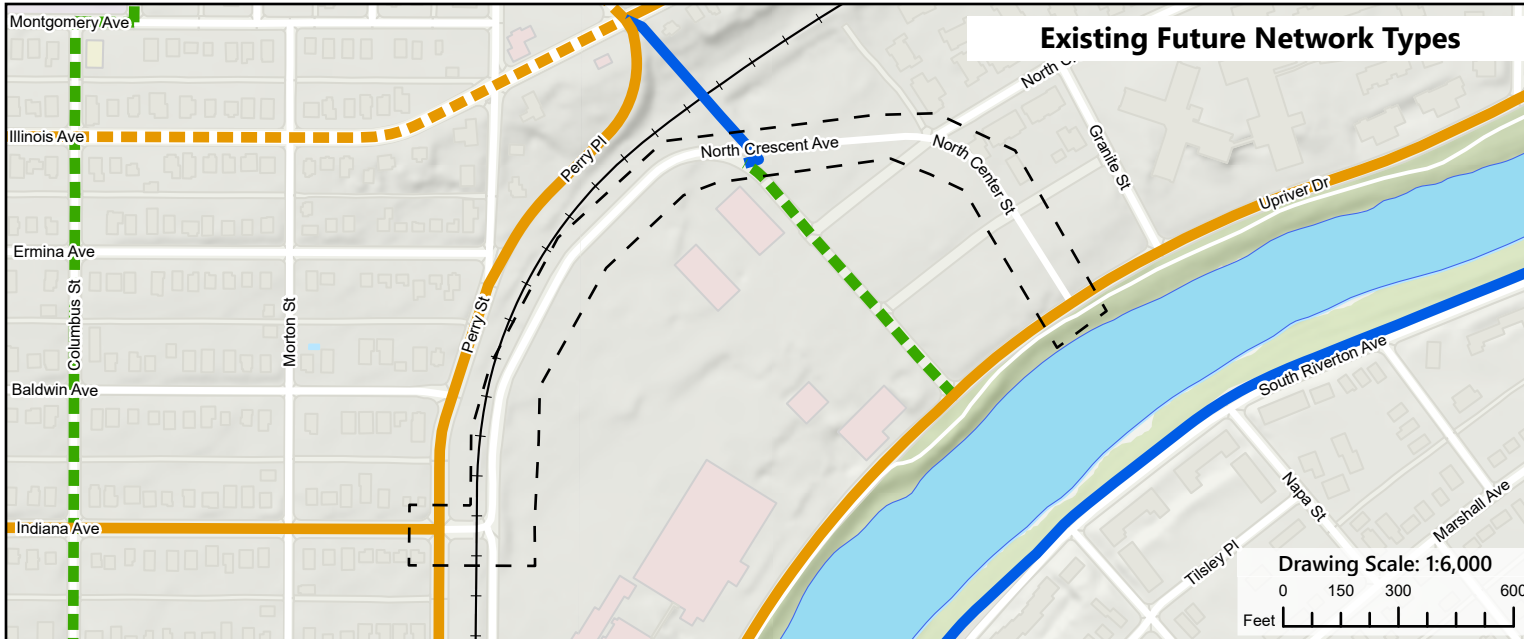 Existing Future Network Types
Montgomery Ave
North C
Illinois Ave
Perry Pl
North Crescent Ave
North Center St
Granite St
Upriver Dr
Ermina Ave
Columbus St
Morton St
Perry St
Baldwin Ave
South Riverton Ave
Napa St
Marshall Ave
Indiana Ave
Tilsley Pl
Drawing Scale: 1:6,000
0 150 300 600
Feet